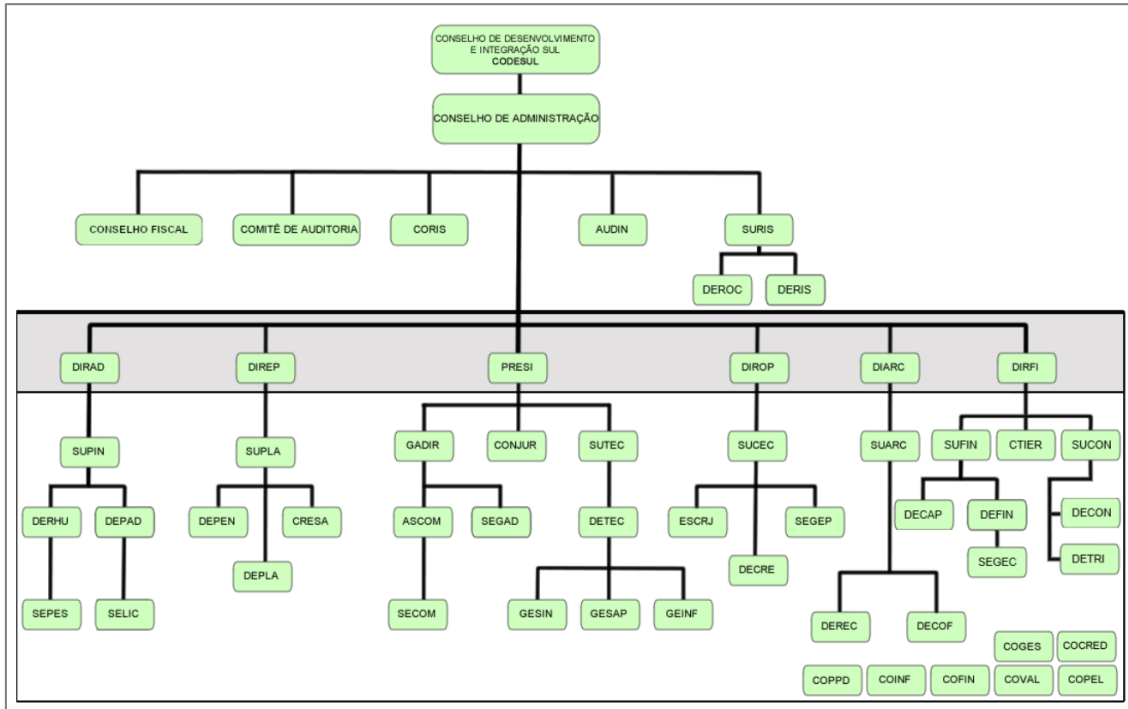 CONSELHO DE DESENVOLVIMENTO
E INTEGRAÇÃO SUL
CODESUL
CONSELHO DE ADMINISTRAÇÃO
CONSELHO FISCAL
COMITÊ DE AUDITORIA
CORIS
AUDIN
SURIS
DEROC
DERIS
DIRAD
DIREP
PRESI
DIROP
DIARC
DIRFI
GADIR
CONJUR
SUTEC
SUFIN
CTIER
SUCON
SUPIN
SUPLA
SUCEC
SUARC
DERHU
DEPAD
DEPEN
CRESA
ASCOM
SEGAD
DETEC
ESCRJ
SEGEP
DECAP
DEFIN
DECON
SEGEC
DETRI
DEPLA
DECRE
SEPES
SELIC
SECOM
GESIN
GESAP
GEINF
DEREC
DECOF
COGES
COCRED
COPPD
COINF
COFIN
COVAL
COPEL